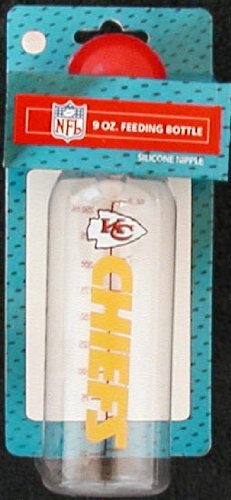 NFL
9 OZ. FEEDING BOTTLE
SILICONE NIPPLE
KC
CHIEFS